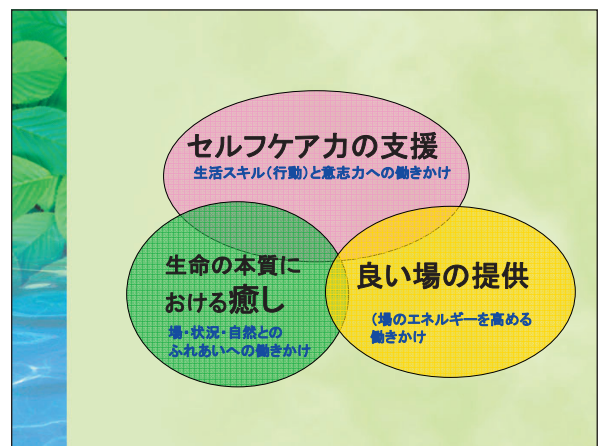 セルフケア力の支援
生活スキル(行動)と意志力への働きかけ
生命の本質に
おける癒し
場・状況・自然との
ふれあいへの働きかけ
良い場の提供
(場のエネルギーを高める
働きかけ